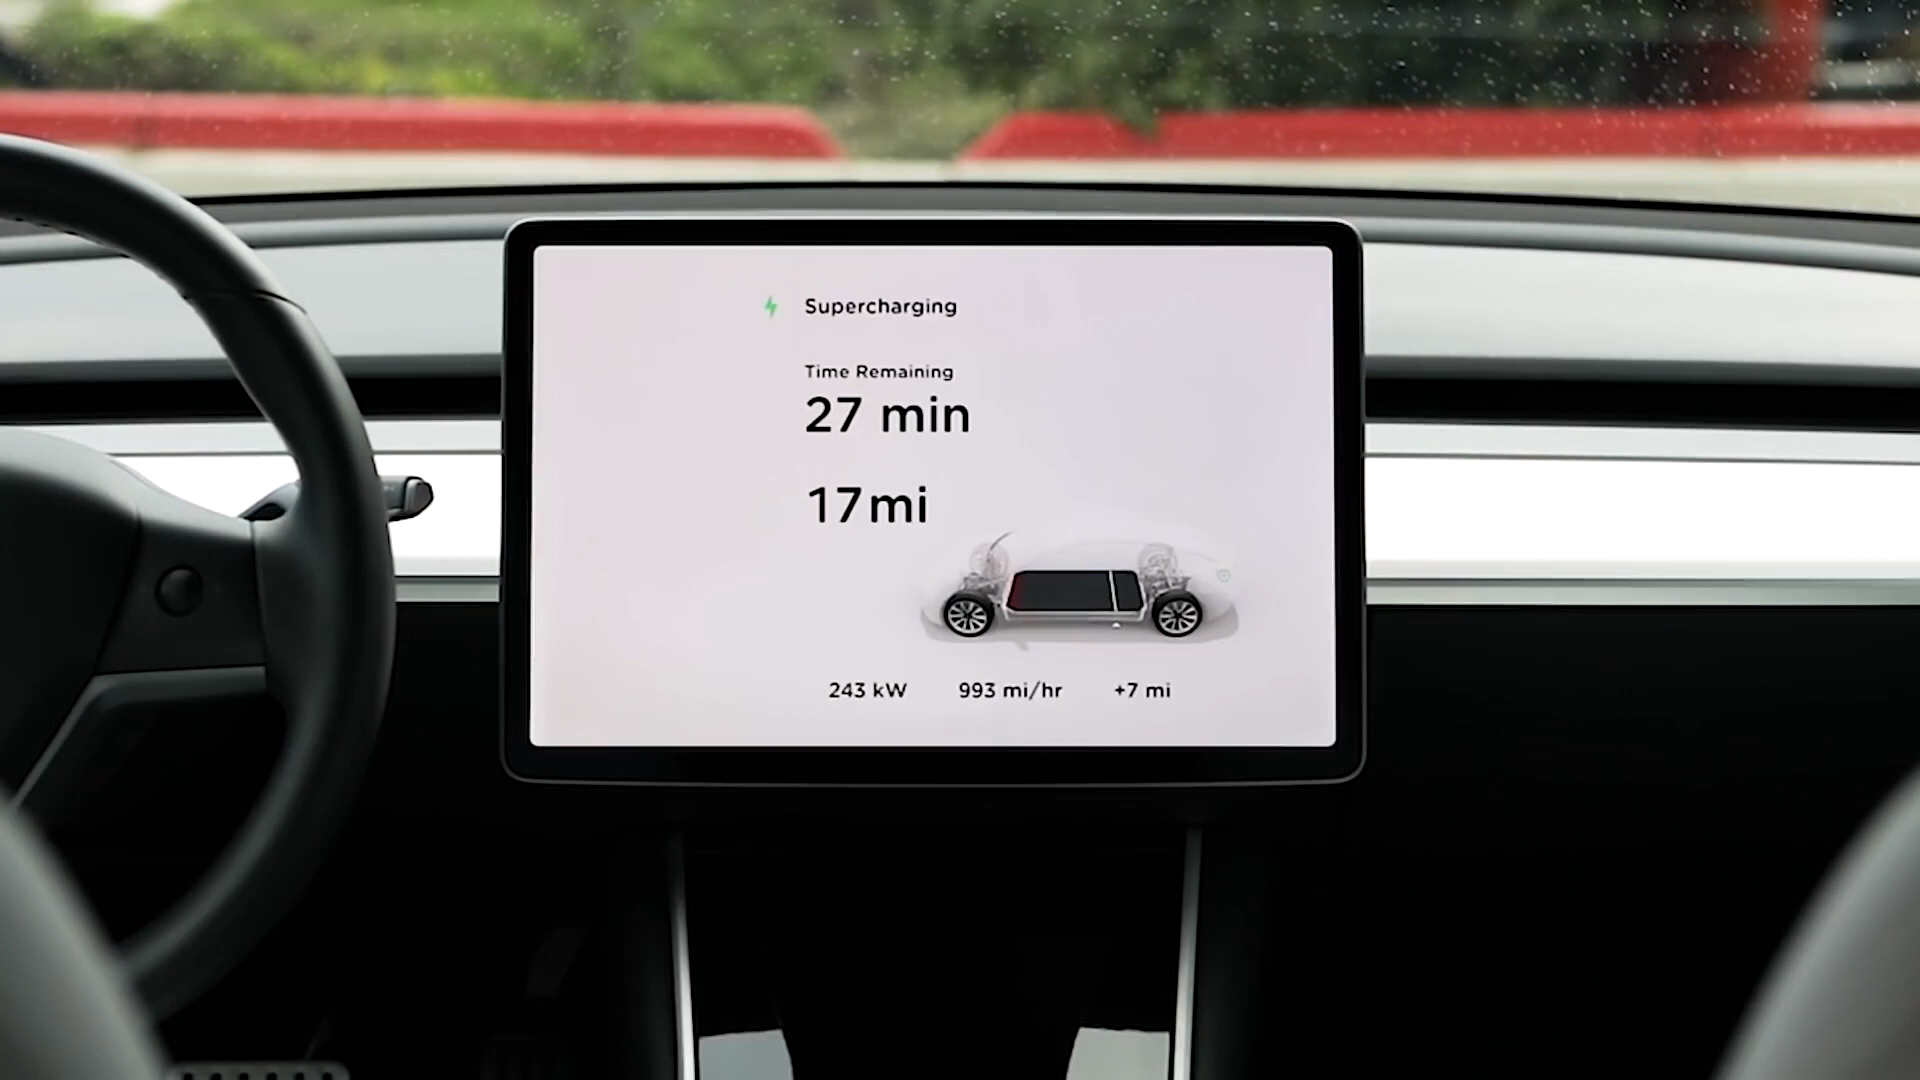 Supercharging
Time Remaining
27 min
17 mi
243 kW 993 mi/hr +7 mi